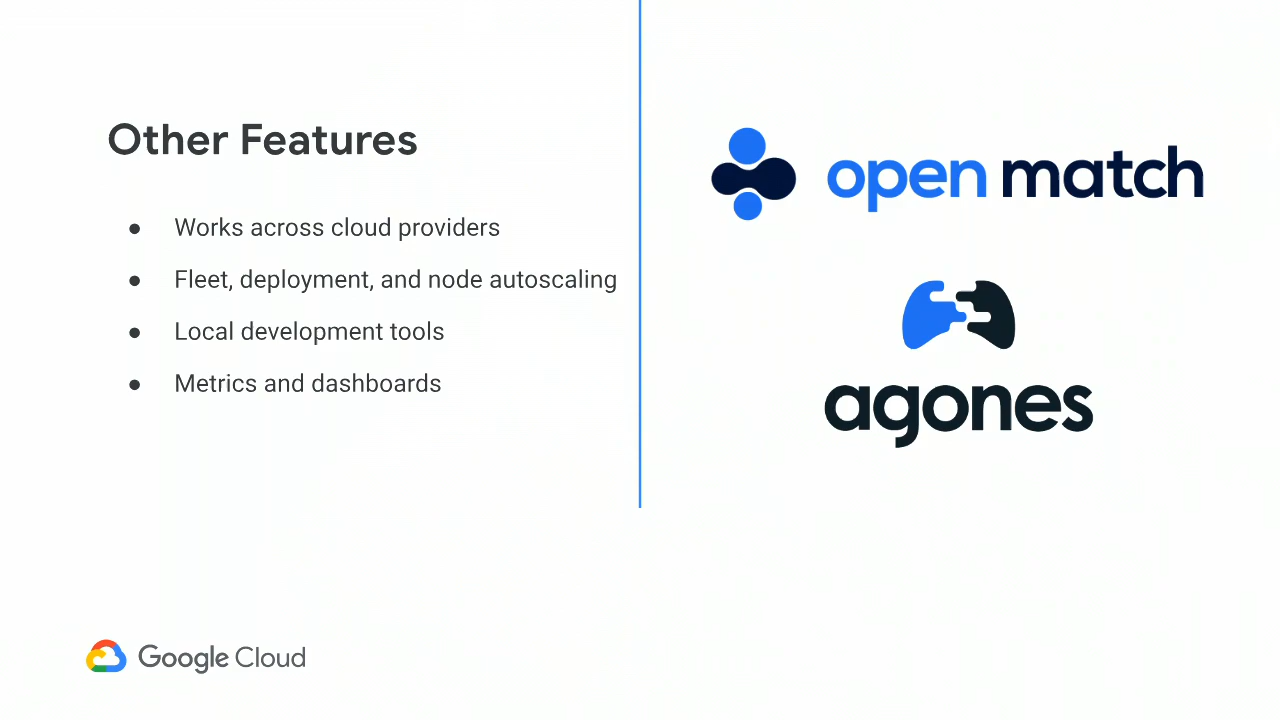 Other Features
● Works across cloud providers
● Fleet, deployment, and node autoscaling
● Local development tools
● Metrics and dashboards
open match
agones
Google Cloud